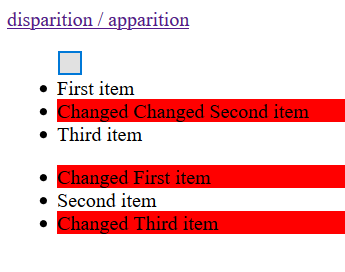 disparition / apparition
First item
Changed Changed Second item
Third item
Changed First item
Second item
Changed Third item